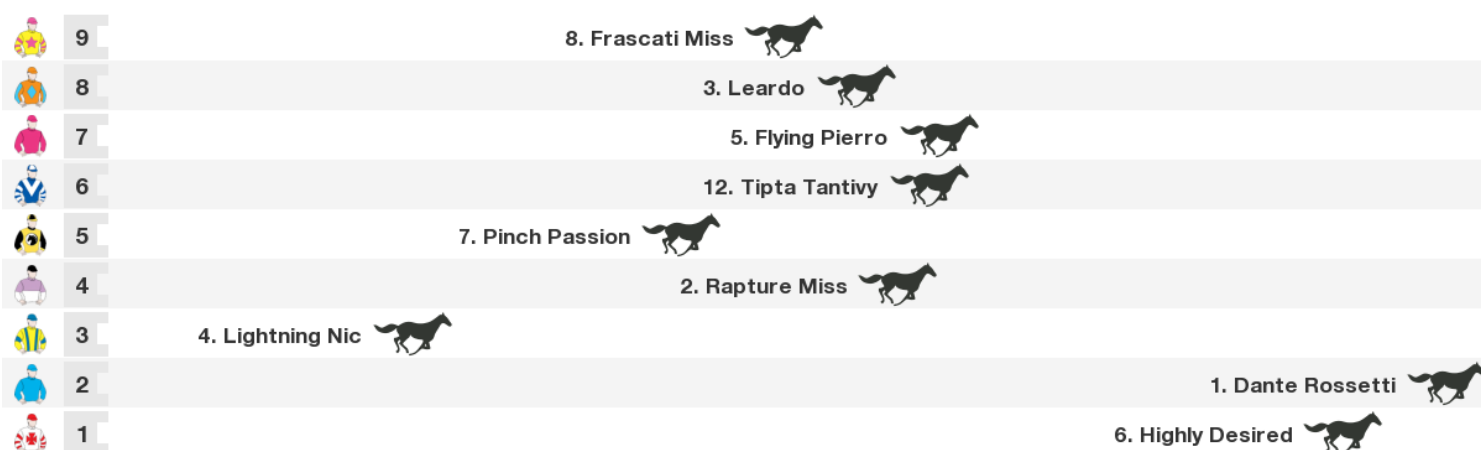 9 8. Frascati Miss
8 3. Leardo
7 5. Flying Pierro
6 12. Tipta Tantivy
5 7. Pinch Passion
4 2. Rapture Miss
3 4. Lightning Nic
2 1. Dante Rossetti
1 6. Highly Desired